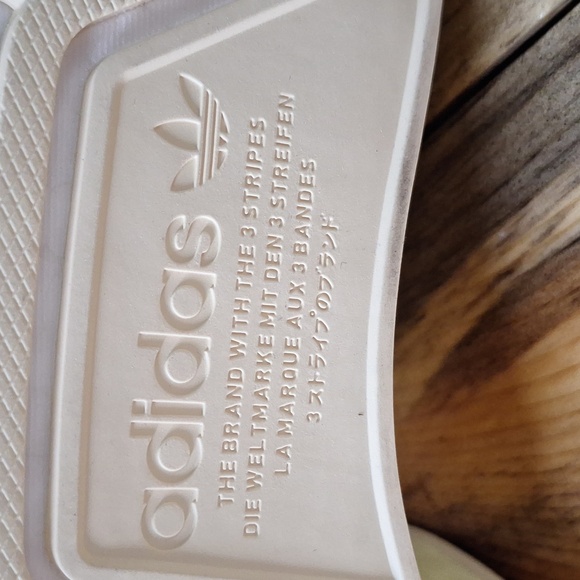 adidas
THE BRAND WITH THE 3 STRIPES
DIE WELTMARKE MIT DEN 3 STREIFEN
LA MARQUE AUX 3 BANDES
3 ストライプのブランド